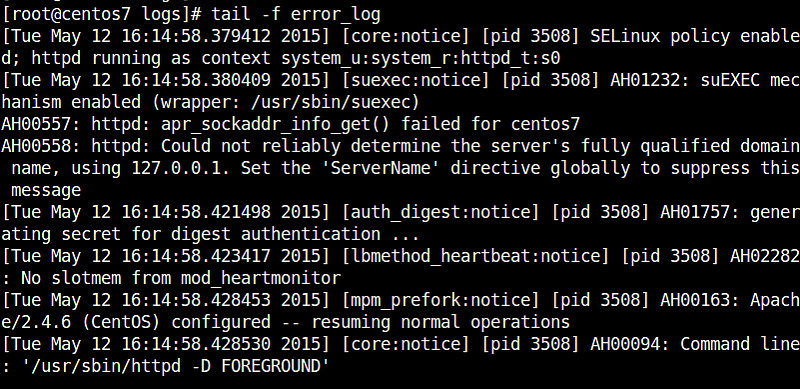 [root@centos7 logs]# tail -f error_log
[Tue May 12 16:14:58.379412 2015] [core:notice] [pid 3508] SELinux policy enable
d; httpd running as context system_u:system_r:httpd_t:s0
[Tue May 12 16:14:58.380409 2015] [suexec:notice] [pid 3508] AH01232: suEXEC mec
hanism enabled (wrapper: /usr/sbin/suexec)
AH00557: httpd: apr_sockaddr_info_get() failed for centos7
AH00558: httpd: Could not reliably determine the server's fully qualified domain
 name, using 127.0.0.1. Set the 'ServerName' directive globally to suppress this
 message
[Tue May 12 16:14:58.421498 2015] [auth_digest:notice] [pid 3508] AH01757: gener
ating secret for digest authentication ...
[Tue May 12 16:14:58.423417 2015] [lbmethod_heartbeat:notice] [pid 3508] AH02282
: No slotmem from mod_heartmonitor
[Tue May 12 16:14:58.428453 2015] [mpm_prefork:notice] [pid 3508] AH00163: Apach
e/2.4.6 (CentOS) configured -- resuming normal operations
[Tue May 12 16:14:58.428530 2015] [core:notice] [pid 3508] AH00094: Command line
: '/usr/sbin/httpd -D FOREGROUND'